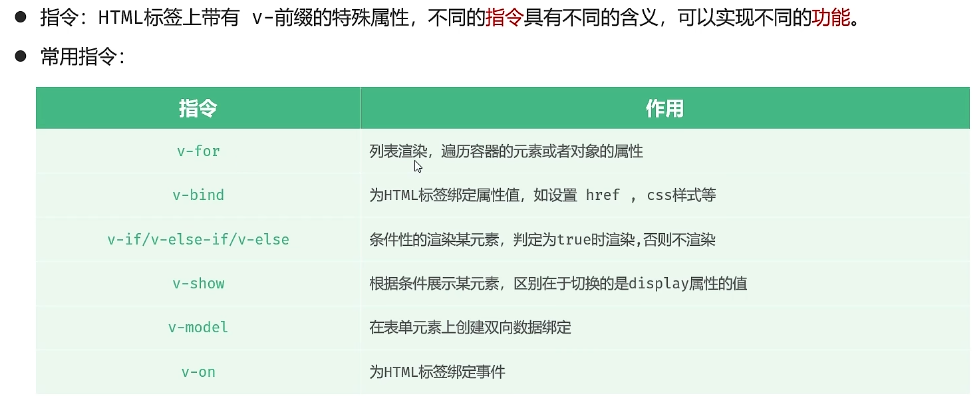 ● 指令：HTML标签上带有 v-前缀的特殊属性，不同的指令具有不同的含义，可以实现不同的功能。
● 常用指令：
指令 作用
v-for 列表渲染，遍历容器的元素或者对象的属性
v-bind 为HTML标签绑定属性值，如设置 href , css样式等
v-if/v-else-if/v-else 条件性的渲染某元素，判定为true时渲染,否则不渲染
v-show 根据条件展示某元素，区别在于切换的是display属性的值
v-model 在表单元素上创建双向数据绑定
v-on 为HTML标签绑定事件